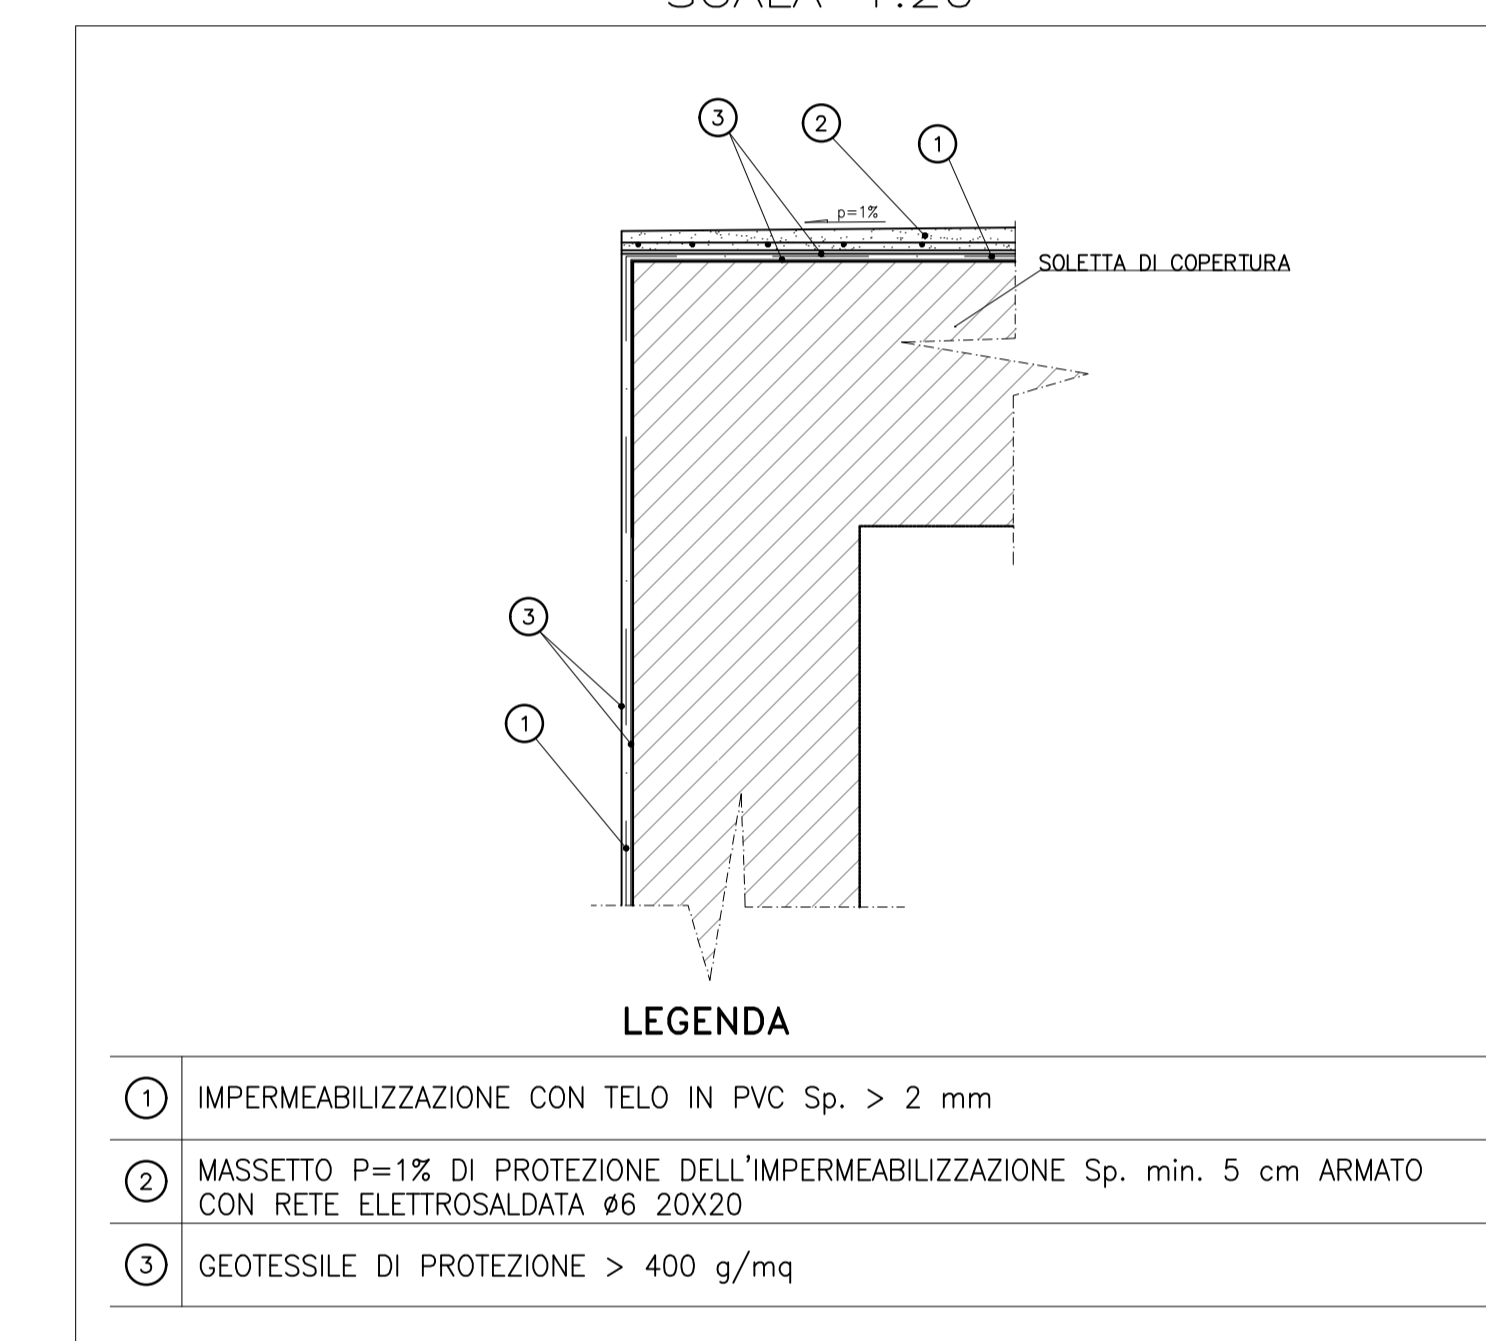 3
2
1
p=1%
SOLETTA DI COPERTURA
3
1
LEGENDA
1 IMPERMEABILIZZAZIONE CON TELO IN PVC Sp. > 2 mm
2 MASSETTO P=1% DI PROTEZIONE DELL'IMPERMEABILIZZAZIONE Sp. min. 5 cm ARMATO
CON RETE ELETTROSALDATA ø6 20X20
3 GEOTESSILE DI PROTEZIONE > 400 g/mq